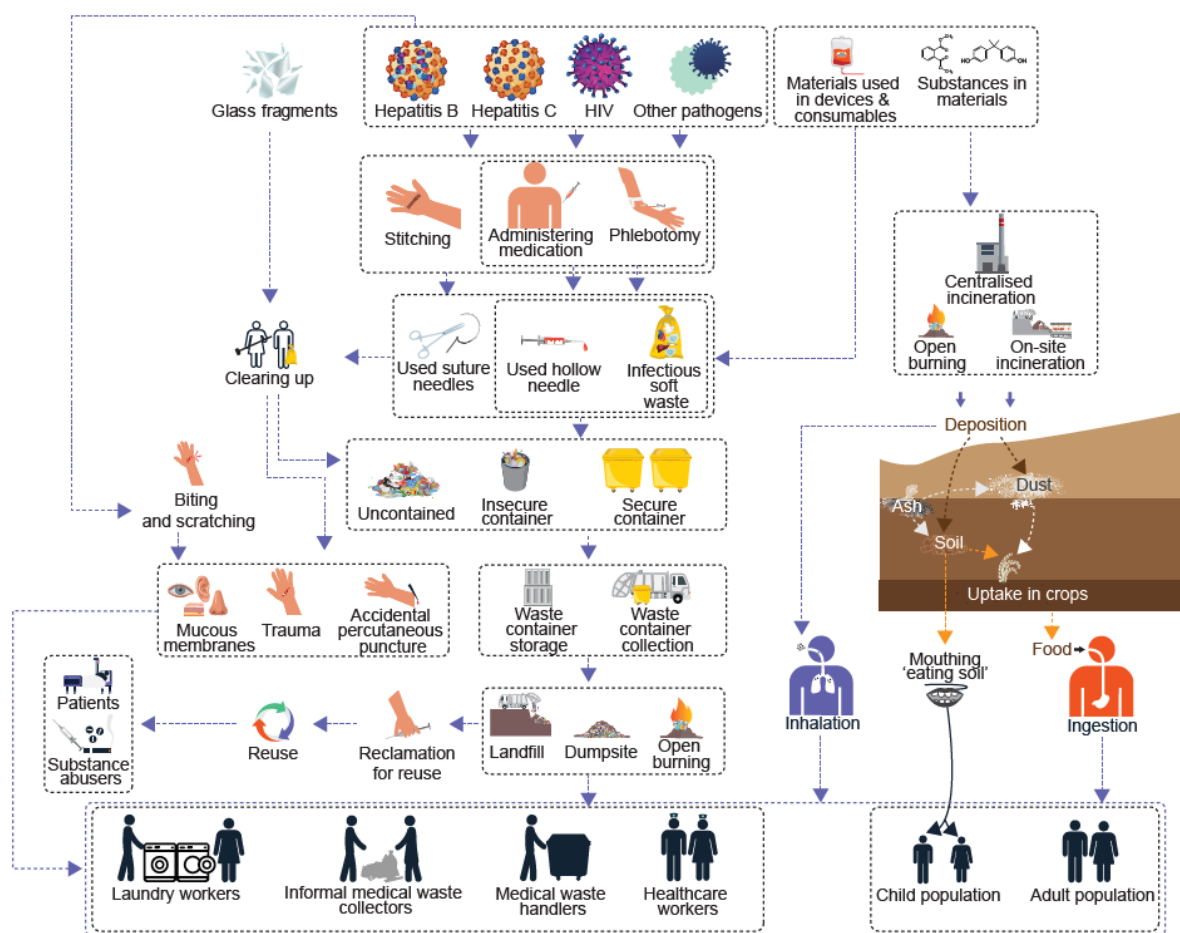 Glass fragments
Hepatitis B
Hepatitis C
HIV
Other pathogens
Materials used
in devices &
consumables
Substances in
materials
O
CH₃
O
CH₃
HO
OH
Stitching
Administering
medication
Phlebotomy
Centralised
incineration
Open
burning
On-site
incineration
Clearing up
Used suture
needles
Used hollow
needle
Infectious
soft
waste
Deposition
Dust
Ash
Soil
Uptake in crops
Biting
and scratching
Uncontained
Insecure
container
Secure
container
Mucous
membranes
Trauma
Accidental
percutaneous
puncture
Waste
container
storage
Waste
container
collection
Inhalation
Mouthing
‘eating soil’
Food
Ingestion
Patients
Substance
abusers
Reuse
Reclamation
for reuse
Landfill
Dumpsite
Open
burning
Laundry workers
Informal medical waste
collectors
Medical waste
handlers
Healthcare
workers
Child population
Adult population